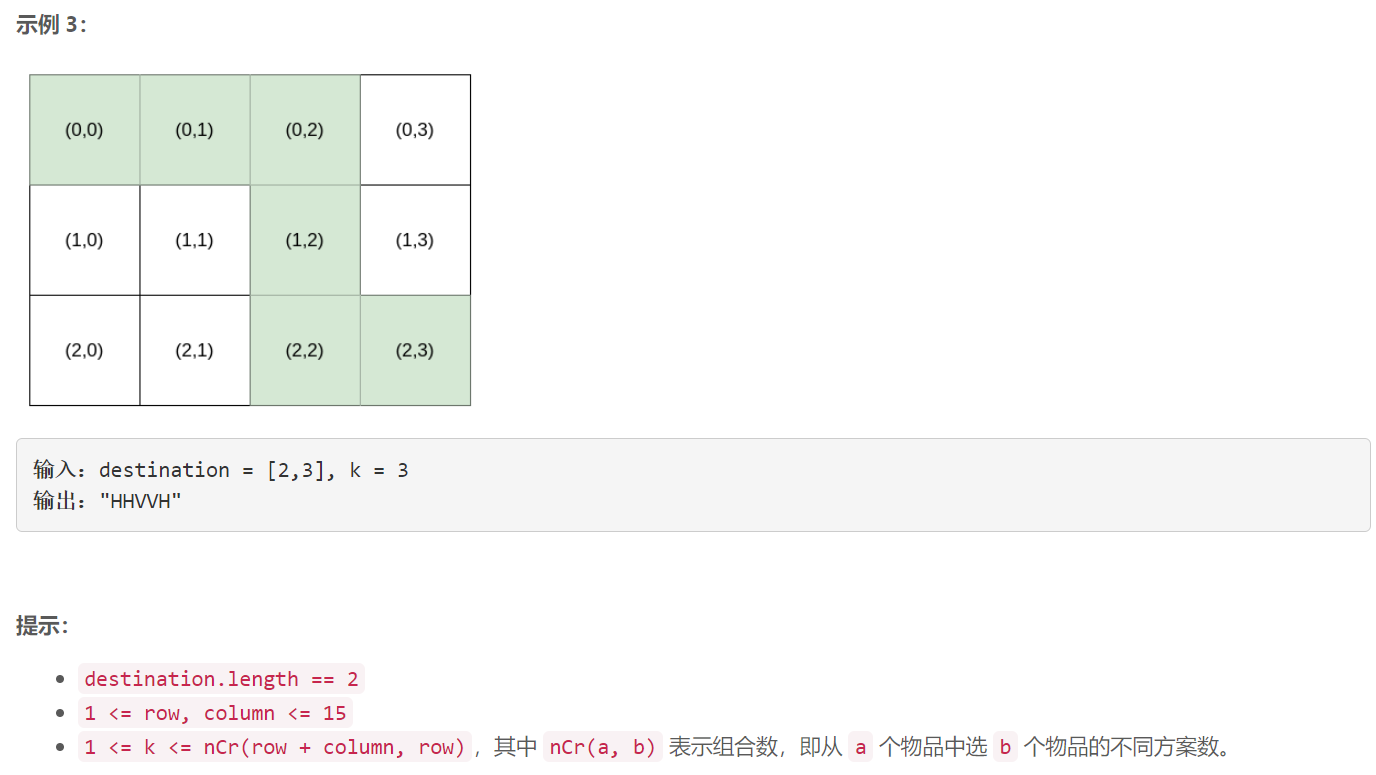 示例 3：
(0,0) (0,1) (0,2) (0,3)
(1,0) (1,1) (1,2) (1,3)
(2,0) (2,1) (2,2) (2,3)
输入：destination = [2,3], k = 3
输出："HHVVH"
提示：
destination.length == 2
1 <= row, column <= 15
1 <= k <= nCr(row + column, row)，其中 nCr(a, b) 表示组合数，即从 a 个物品中选 b 个物品的不同方案数。